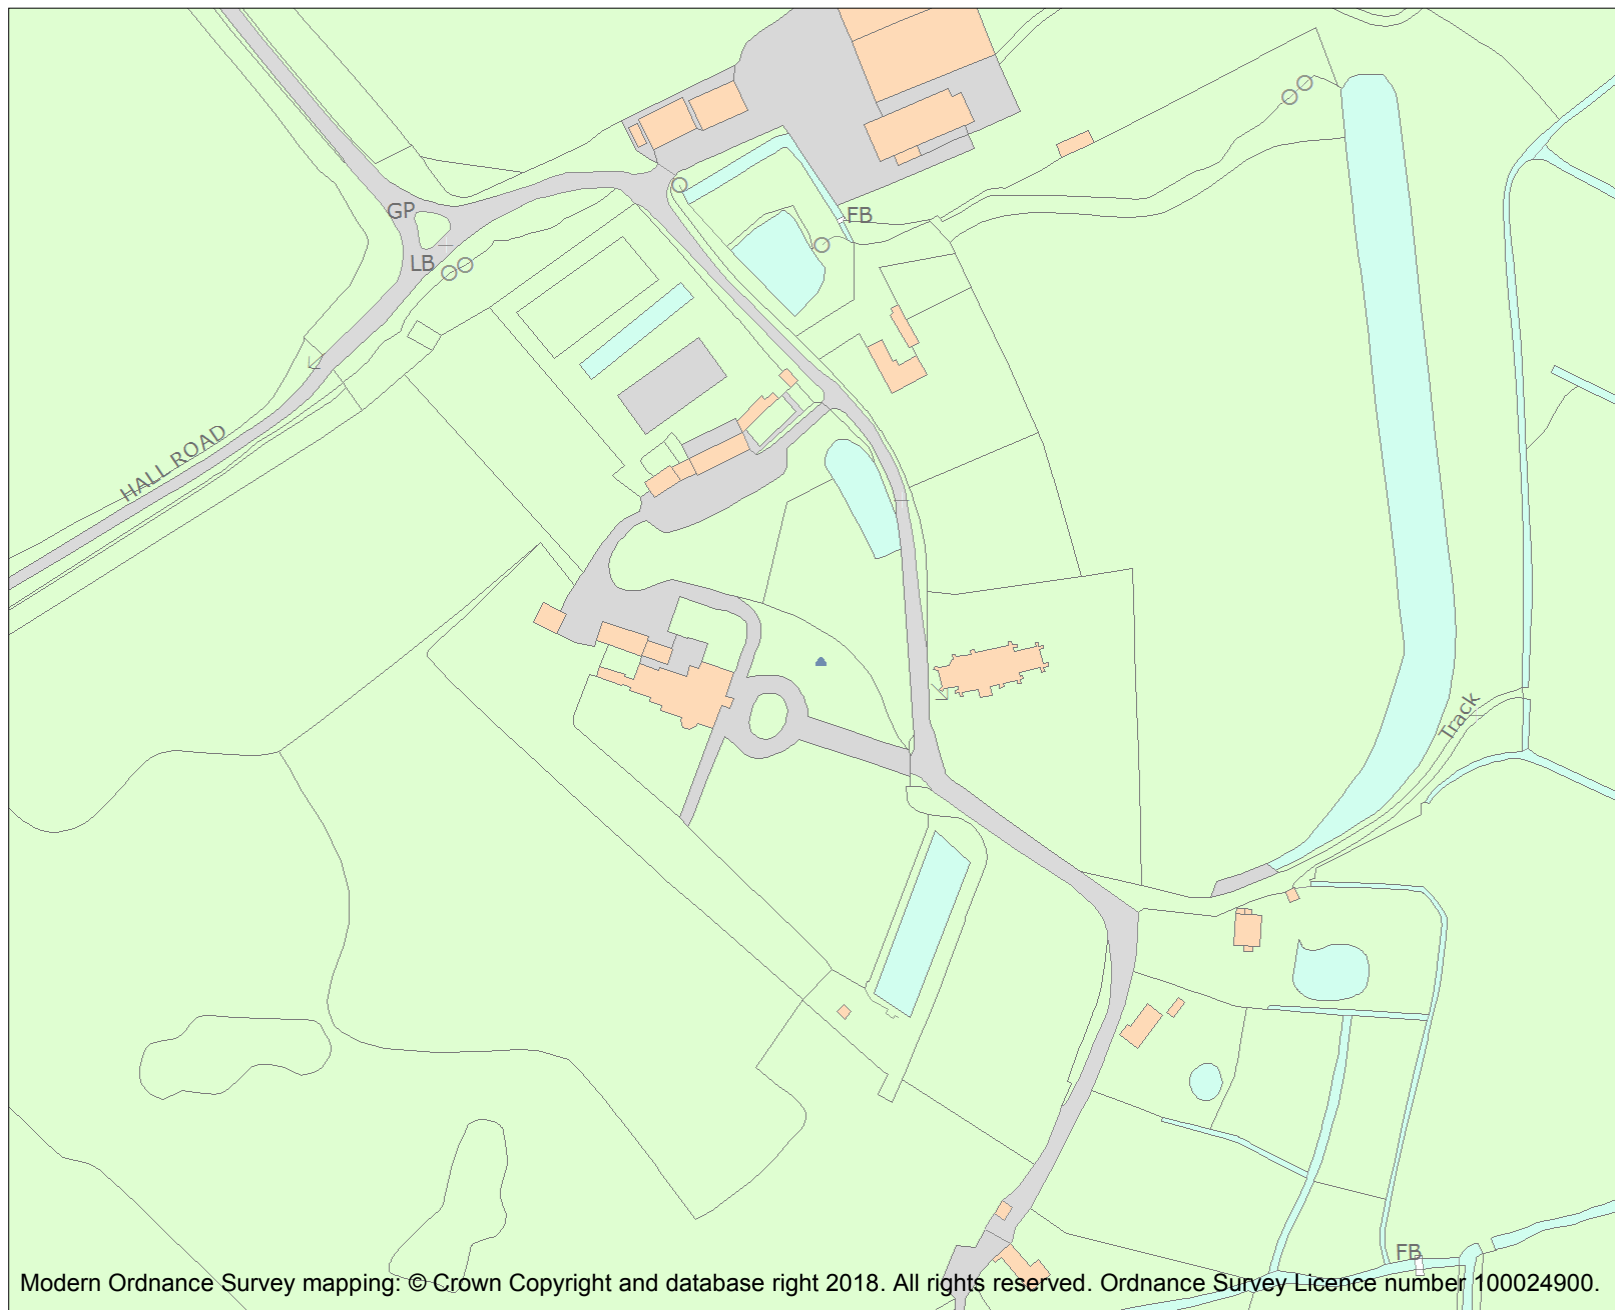 GP
FB
LB
HALL ROAD
Track
FB
Modern Ordnance Survey mapping: © Crown Copyright and database right 2018. All rights reserved. Ordnance Survey Licence number 100024900.